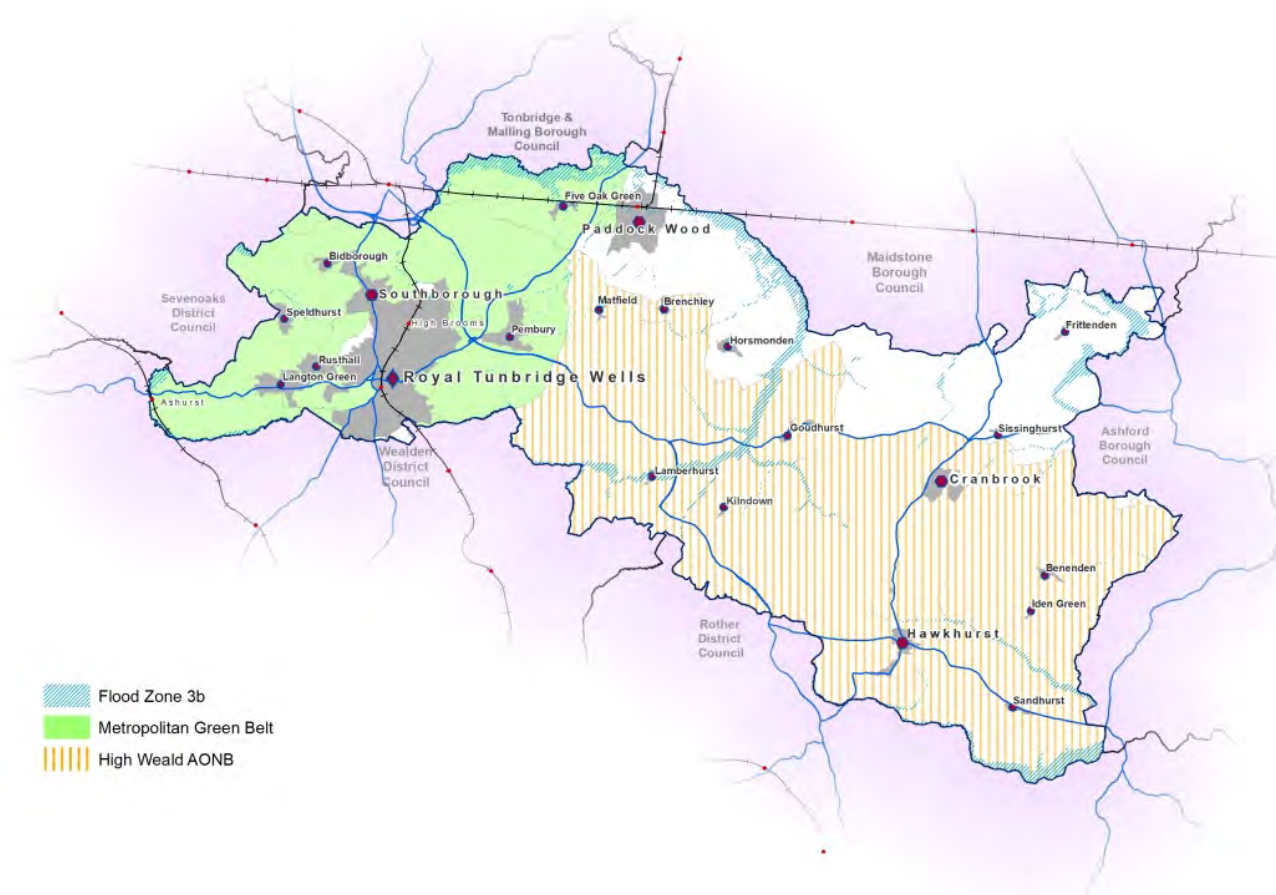 Tonbridge &
Malling Borough
Council
Five Oak Green
Paddock Wood
Bidborough
Maidstone
Borough
Council
Sevenoaks
District
Council
Southborough
Matfield
Brenchley
Speldhurst
High Brooms
Pembury
Frittenden
Horsmonden
Rusthall
Langton Green
Royal Tunbridge Wells
Ashurst
Goudhurst
Sissinghurst
Ashford
Borough
Council
Wealden
District
Council
Lamberhurst
Cranbrook
Kilndown
Benenden
Iden Green
Rother
District
Council
Hawkhurst
Sandhurst
Flood Zone 3b
Metropolitan Green Belt
High Weald AONB